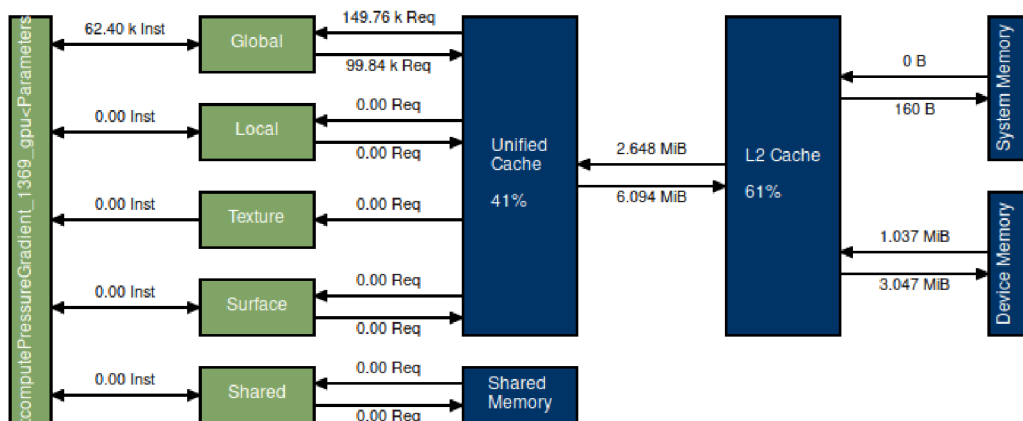 :computePressureGradient_1369_gpu<Parameters
62.40 k Inst
Global
149.76 k Req
99.84 k Req
0.00 Inst
Local
0.00 Req
0.00 Req
0.00 Inst
Texture
0.00 Req
0.00 Inst
Surface
0.00 Req
0.00 Req
0.00 Inst
Shared
0.00 Req
0.00 Req
Unified
Cache
41%
Shared
Memory
2.648 MiB
6.094 MiB
L2 Cache
61%
0 B
160 B
System Memory
1.037 MiB
3.047 MiB
Device Memory